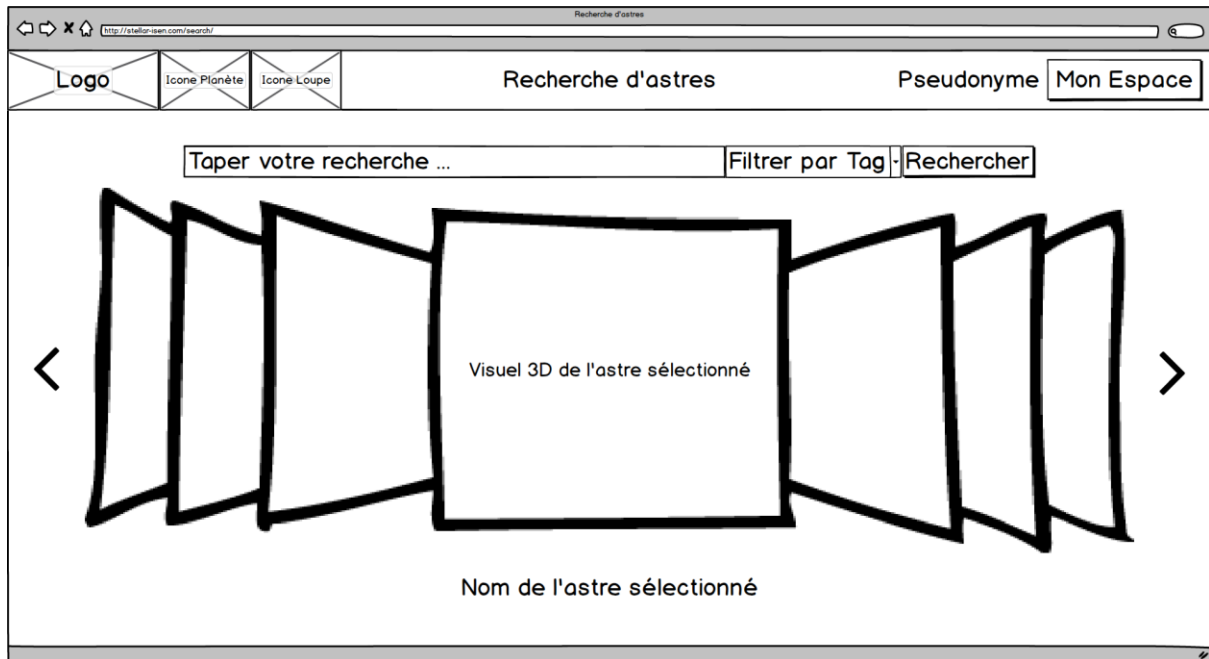 Recherche d'astres
http://stellar-isen.com/search/
Logo
Icone Planète
Icone Loupe
Recherche d'astres
Pseudonyme
Mon Espace
Taper votre recherche ...
Filtrer par Tag
Rechercher
Visuel 3D de l'astre sélectionné
Nom de l'astre sélectionné